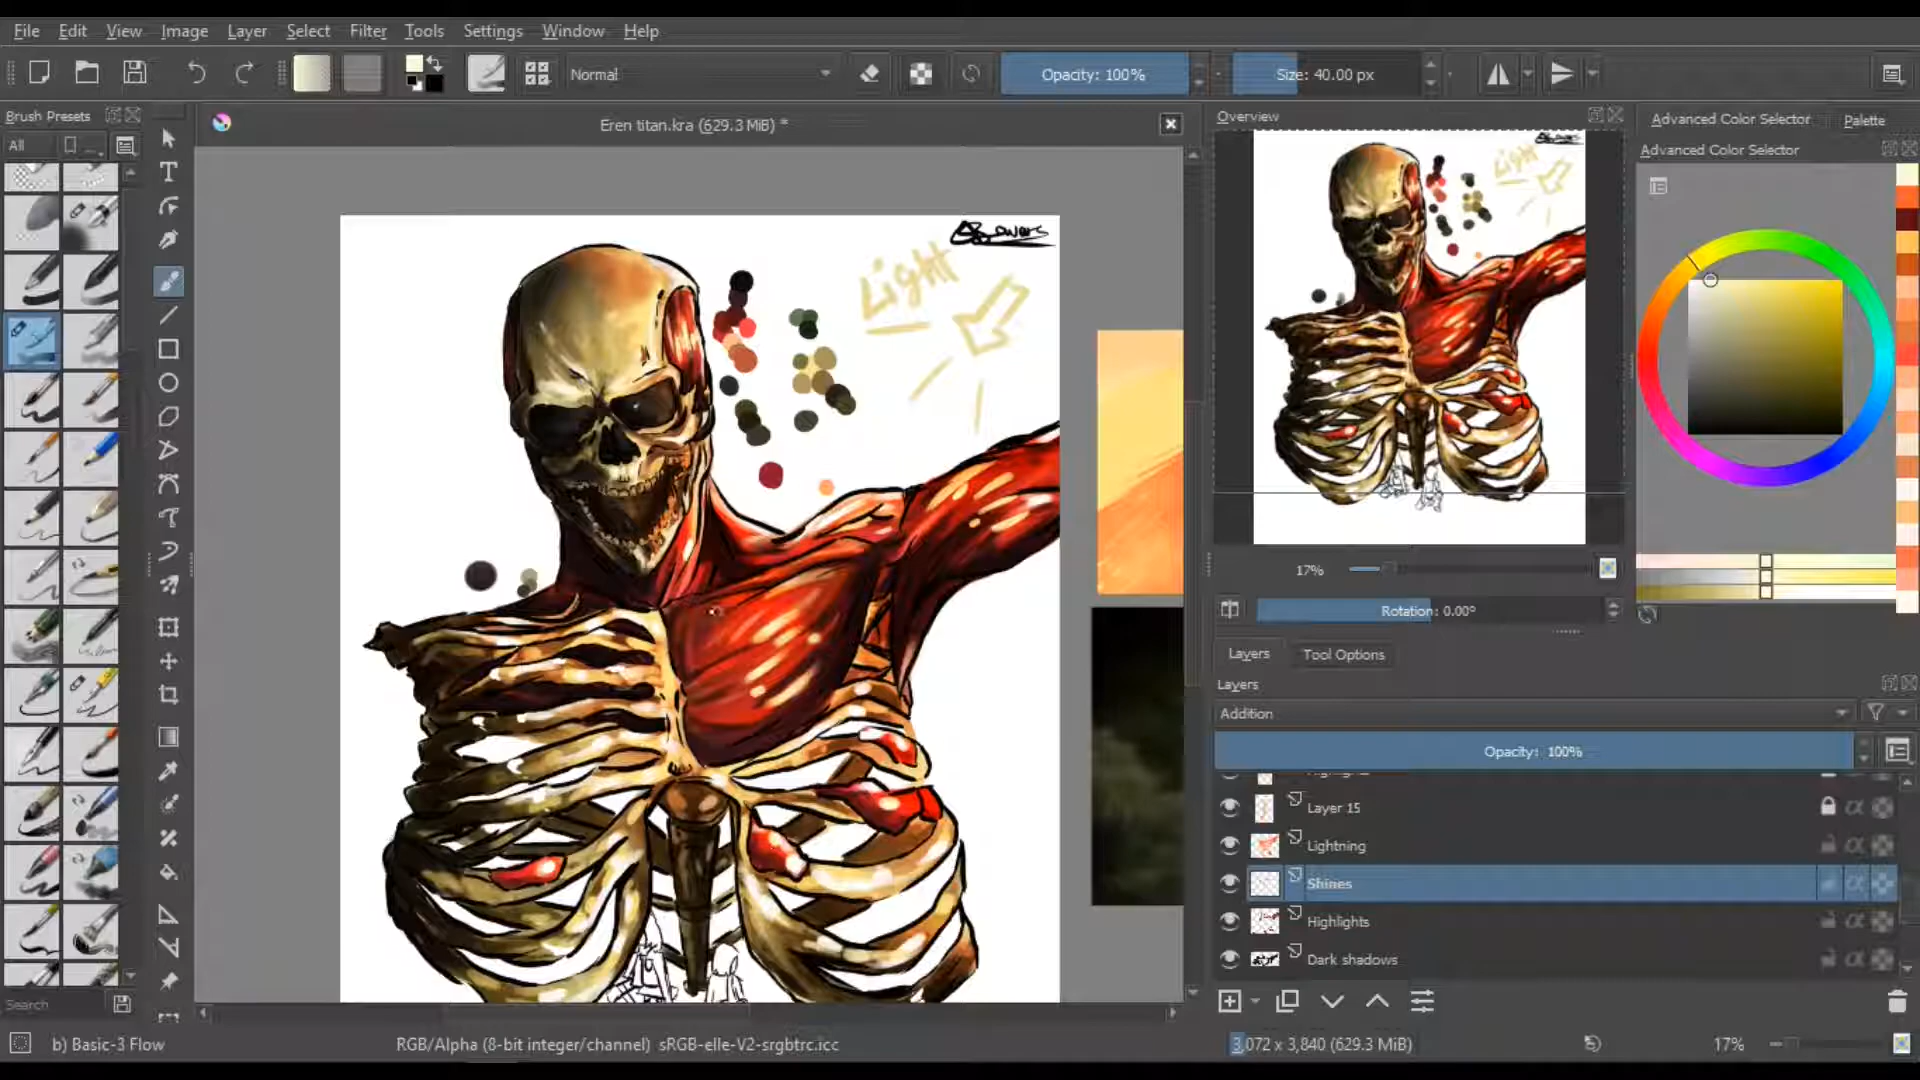 File Edit View Image Layer Select Filter Tools Settings Window Help
Normal
Opacity: 100%
Size: 40.00 px
Brush Presets
All
Eren titan.kra (629.3 MiB) *
Overview
Advanced Color Selector
Palette
Advanced Color Selector
Light
Light
17%
Rotation: 0.00°
Layers
Tool Options
Layers
Addition
Opacity: 100%
Layer 15
Lightning
Shines
Highlights
Dark shadows
Search
b) Basic-3 Flow
RGB/Alpha (8-bit integer/channel) sRGB-elle-V2-srgbtrc.icc
3,072 x 3,840 (629.3 MiB)
17%